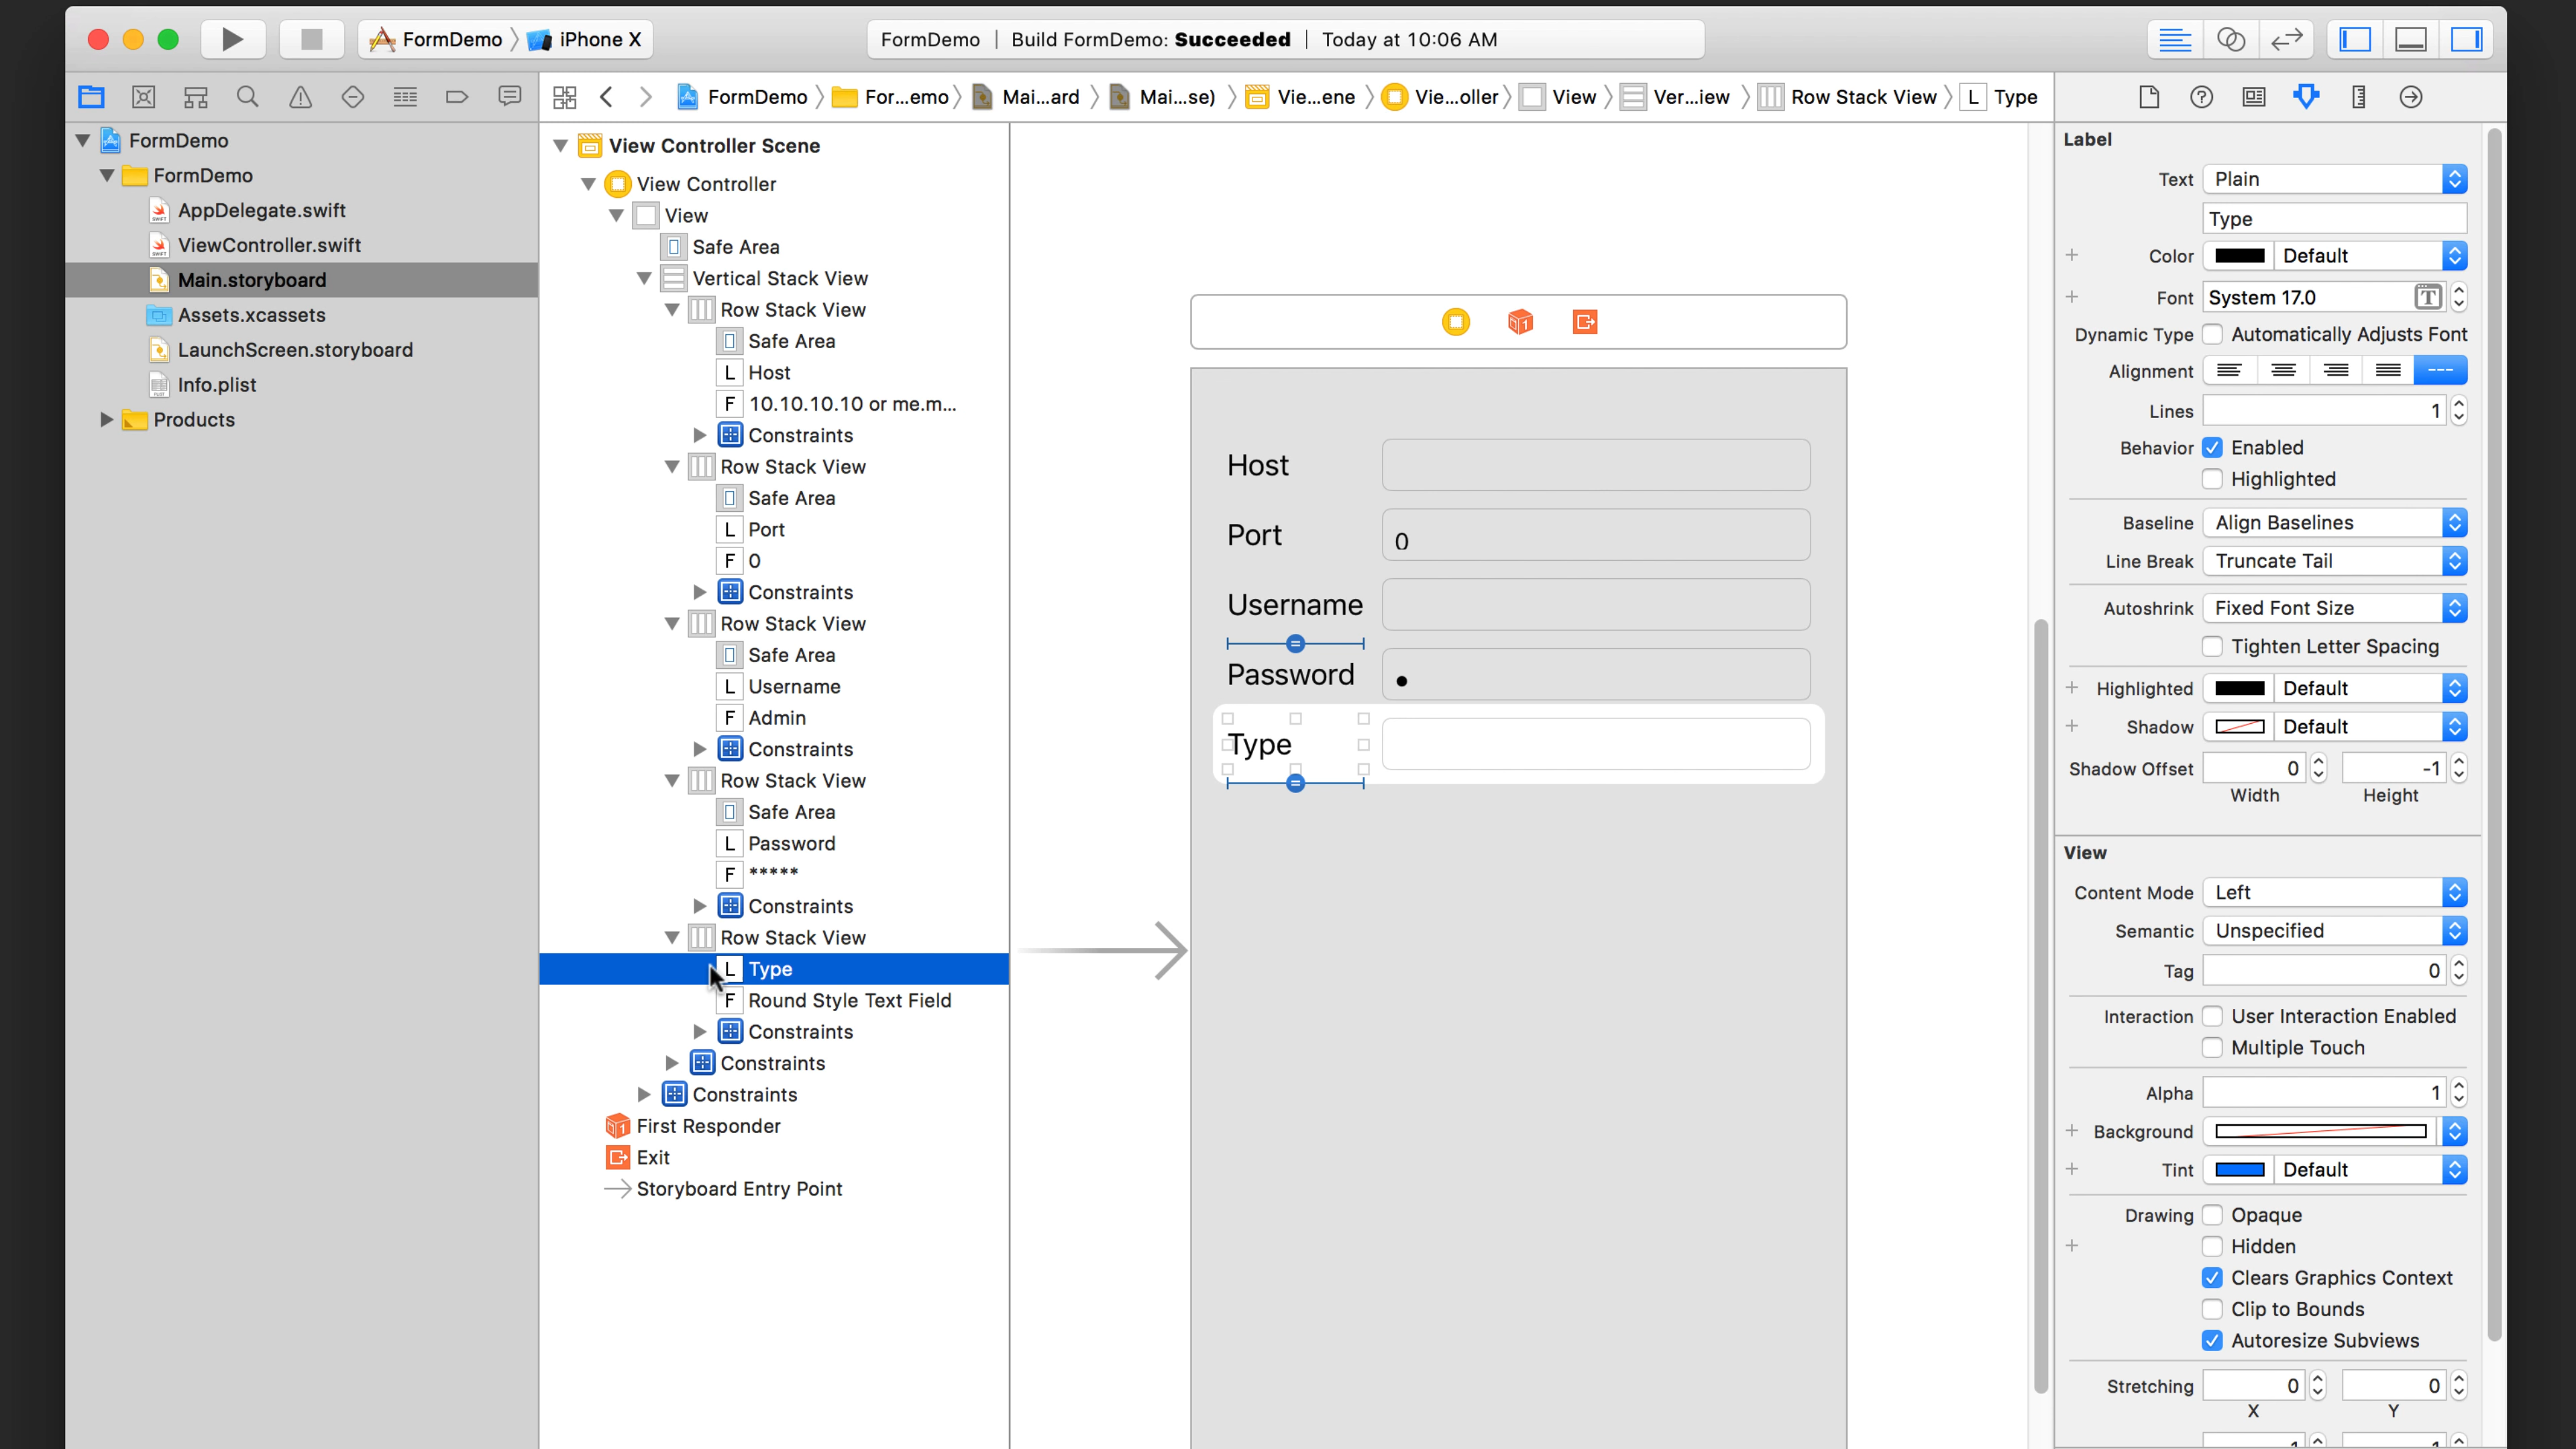 FormDemo iPhone X
FormDemo | Build FormDemo: Succeeded | Today at 10:06 AM
FormDemo For...emo Mai...ard Mai...se) Vie...ene Vie...oller View Ver...iew Row Stack View L Type
FormDemo
FormDemo
AppDelegate.swift
ViewController.swift
Main.storyboard
Assets.xcassets
LaunchScreen.storyboard
Info.plist
Products
View Controller Scene
View Controller
View
Safe Area
Vertical Stack View
Row Stack View
Safe Area
L Host
F 10.10.10.10 or me.m...
Constraints
Row Stack View
Safe Area
L Port
F 0
Constraints
Row Stack View
Safe Area
L Username
F Admin
Constraints
Row Stack View
Safe Area
L Password
F *****
Constraints
Row Stack View
L Type
F Round Style Text Field
Constraints
Constraints
Constraints
First Responder
Exit
Storyboard Entry Point
Host
Port 0
Username
Password •
Type
Label
Text Plain
Type
Color Default
Font System 17.0
Dynamic Type Automatically Adjusts Font
Alignment
Lines 1
Behavior Enabled
Highlighted
Baseline Align Baselines
Line Break Truncate Tail
Autoshrink Fixed Font Size
Tighten Letter Spacing
Highlighted Default
Shadow Default
Shadow Offset 0 -1
Width Height
View
Content Mode Left
Semantic Unspecified
Tag 0
Interaction User Interaction Enabled
Multiple Touch
Alpha 1
Background
Tint Default
Drawing Opaque
Hidden
Clears Graphics Context
Clip to Bounds
Autoresize Subviews
Stretching 0 0
X Y